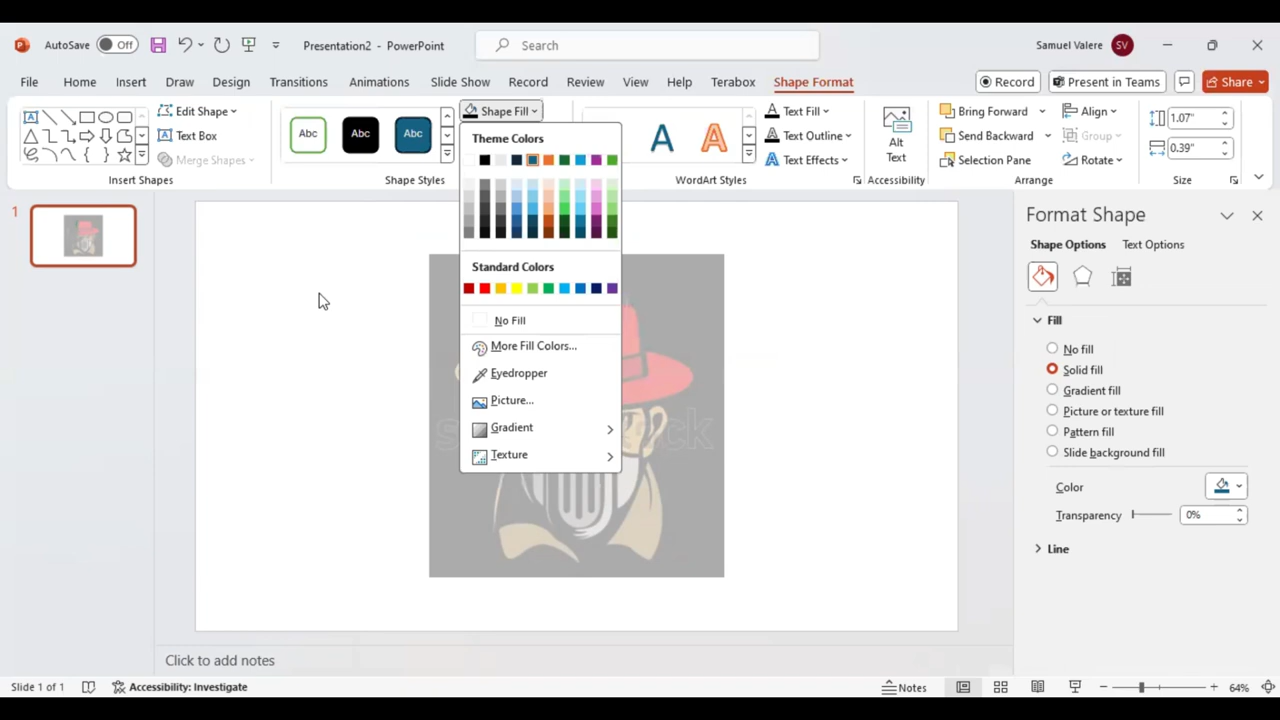 AutoSave Off Presentation2 - PowerPoint Search Samuel Valere SV
File Home Insert Draw Design Transitions Animations Slide Show Record Review View Help Terabox Shape Format Record Present in Teams Share
Edit Shape
Text Box
Merge Shapes
Insert Shapes
Abc Abc Abc
Shape Styles
Shape Fill
Theme Colors
Standard Colors
No Fill
More Fill Colors...
Eyedropper
Picture...
Gradient
Texture
A A
WordArt Styles
Text Fill
Text Outline
Text Effects
Alt
Text
Accessibility
Bring Forward
Send Backward
Selection Pane
Align
Group
Rotate
Arrange
1.07"
0.39"
Size
1
Format Shape
Shape Options Text Options
Fill
No fill
Solid fill
Gradient fill
Picture or texture fill
Pattern fill
Slide background fill
Color
Transparency 0%
Line
Click to add notes
Slide 1 of 1 Accessibility: Investigate Notes 64%